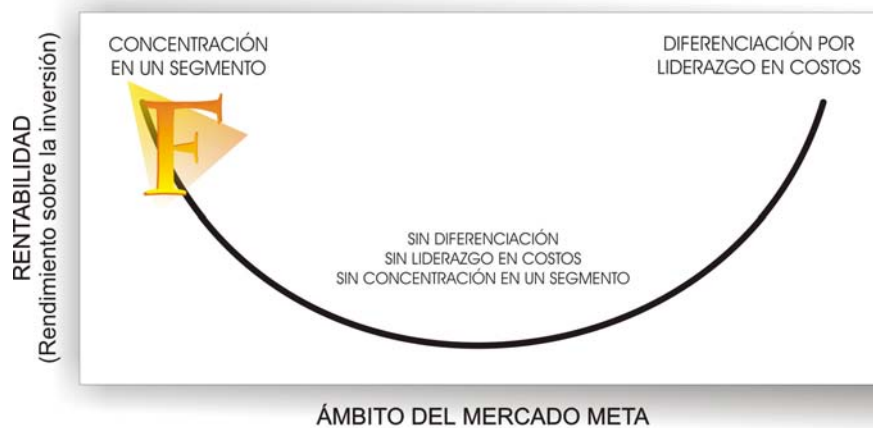 CONCENTRACIÓN
EN UN SEGMENTO
DIFERENCIACIÓN POR
LIDERAZGO EN COSTOS
F
RENTABILIDAD
(Rendimiento sobre la inversión)
SIN DIFERENCIACIÓN
SIN LIDERAZGO EN COSTOS
SIN CONCENTRACIÓN EN UN SEGMENTO
ÁMBITO DEL MERCADO META